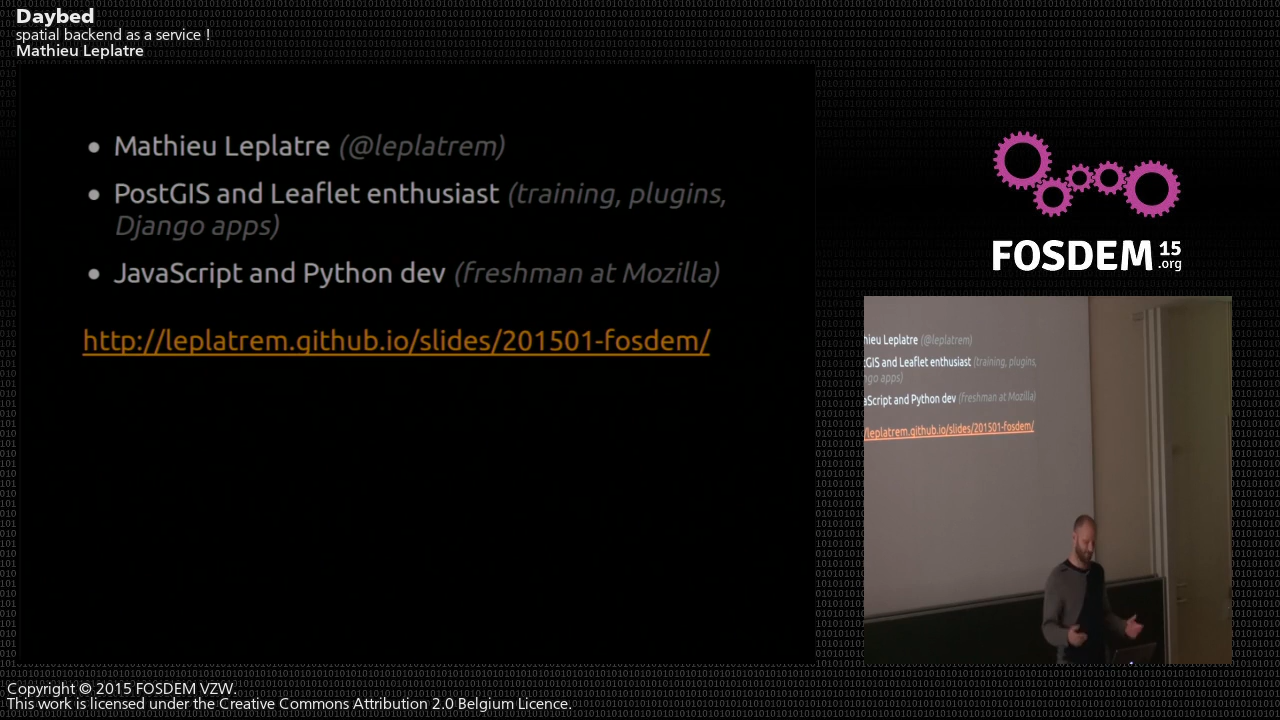 Daybed
spatial backend as a service !
Mathieu Leplatre
• Mathieu Leplatre (@leplatrem)
• PostGIS and Leaflet enthusiast (training, plugins,
Django apps)
• JavaScript and Python dev (freshman at Mozilla)
http://leplatrem.github.io/slides/201501-fosdem/
FOSDEM 15
.org
hieu Leplatre (@leplatrem)
GIS and Leaflet enthusiast (training, plugins,
go apps)
aScript and Python dev (freshman at Mozilla)
/leplatrem.github.io/slides/201501-fosdem/
Copyright © 2015 FOSDEM VZW.
This work is licensed under the Creative Commons Attribution 2.0 Belgium Licence.